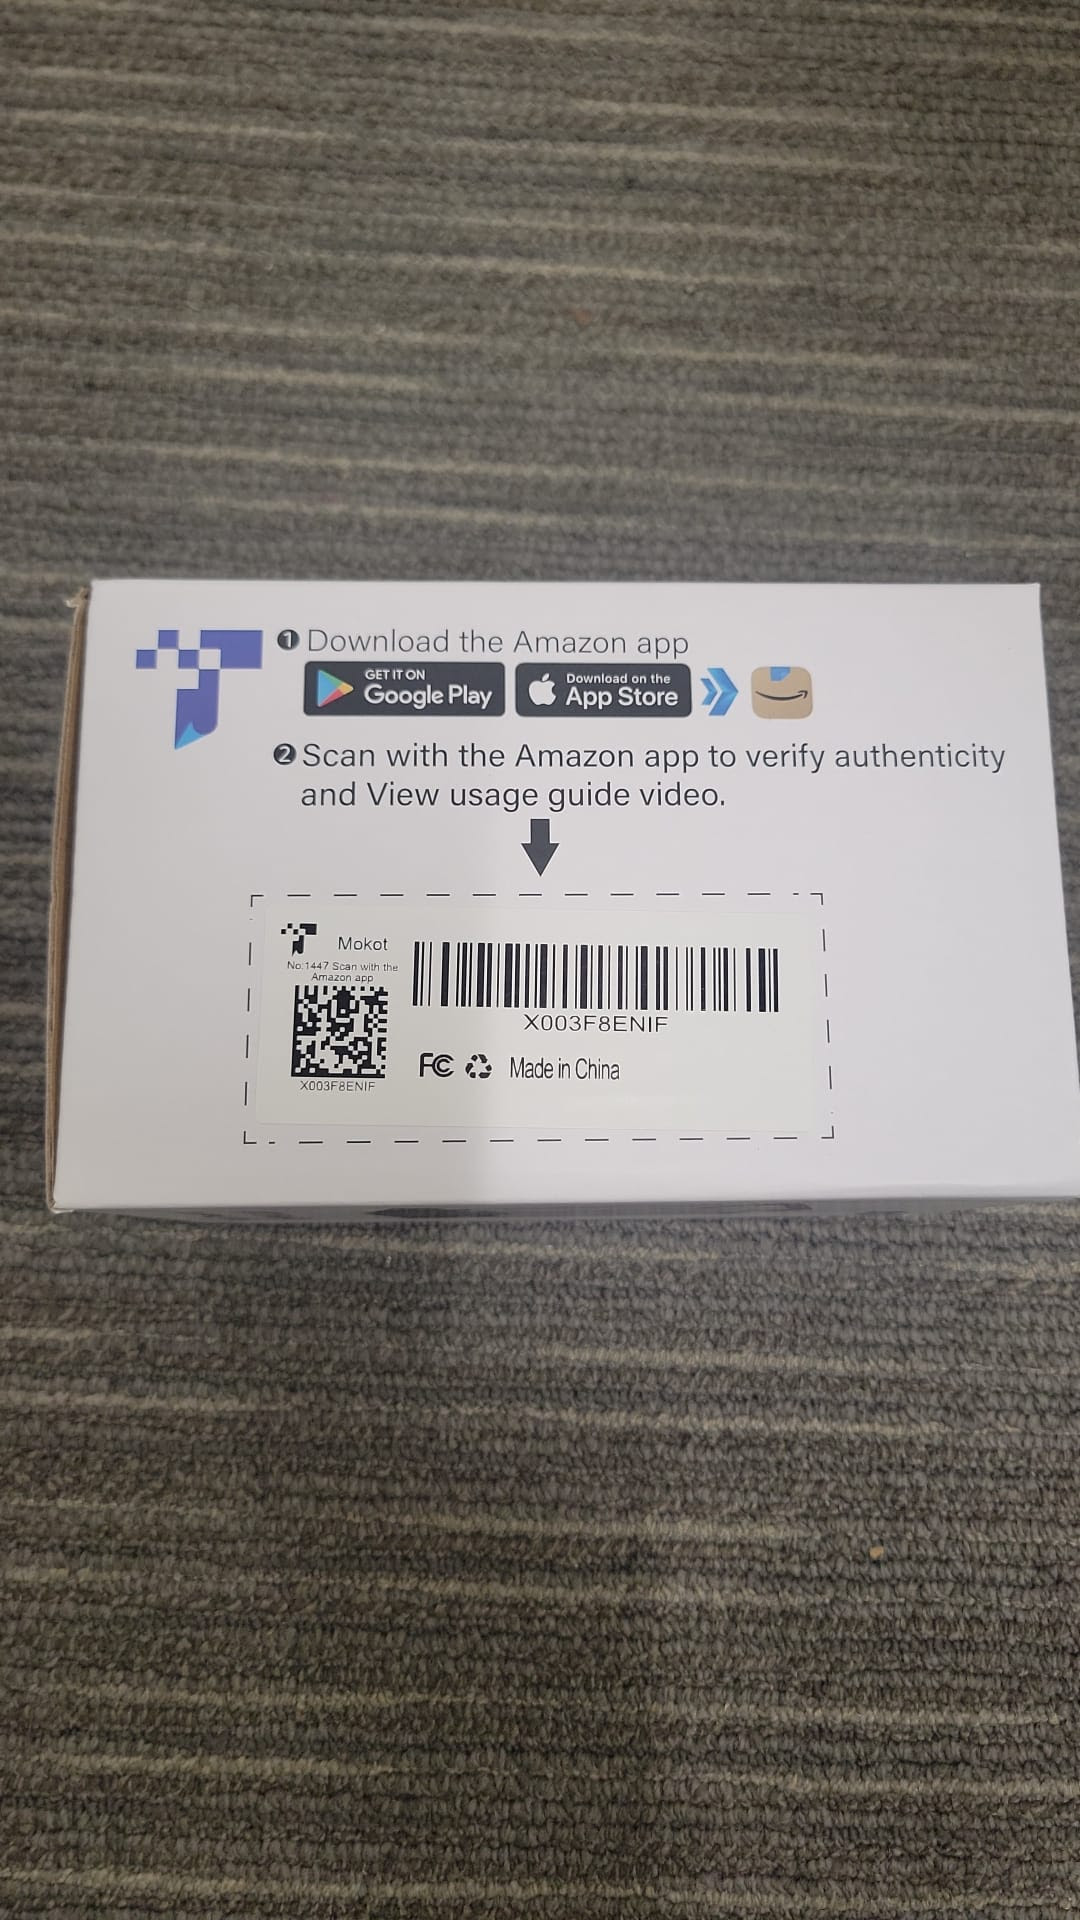 ❶ Download the Amazon app
GET IT ON
Google Play
Download on the
App Store
❷ Scan with the Amazon app to verify authenticity
and View usage guide video.
Mokot
No:1447 Scan with the
Amazon app
X003F8ENIF
X003F8ENIF
FC Made in China